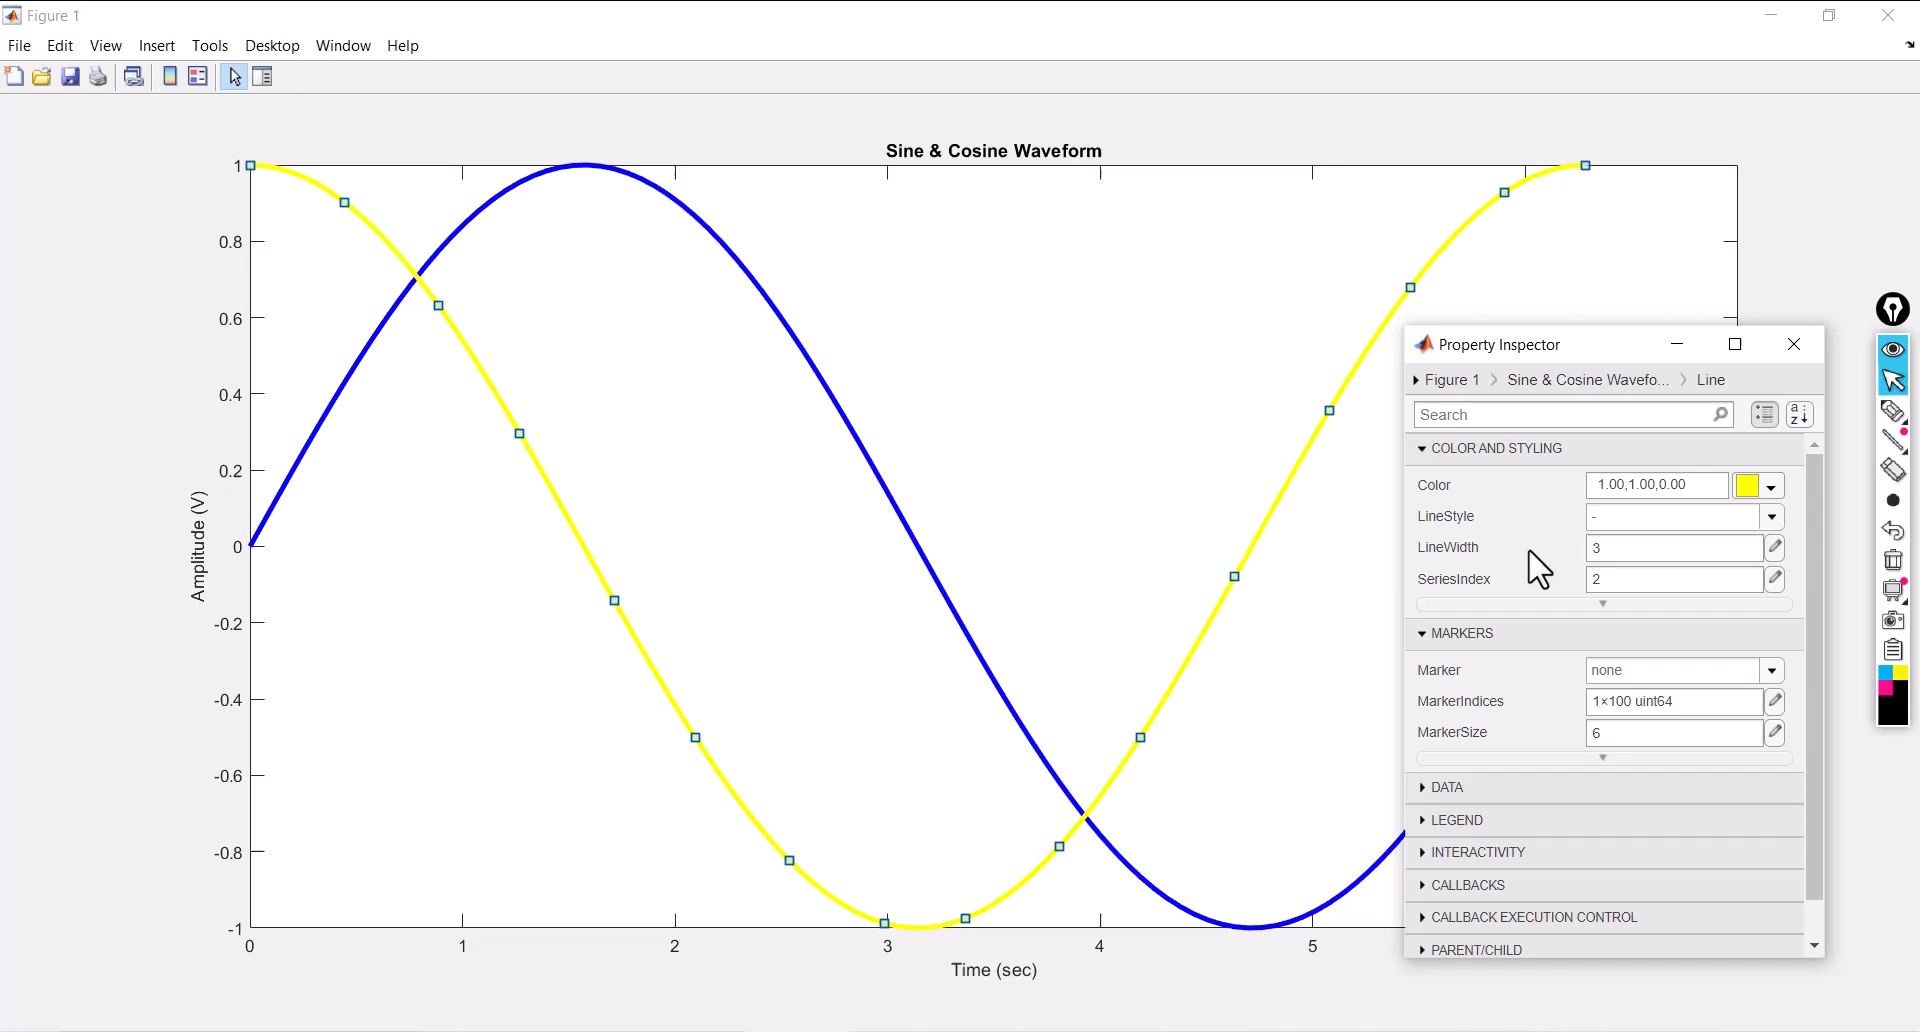 Figure 1
File Edit View Insert Tools Desktop Window Help
Sine & Cosine Waveform
1
0.8
0.6
0.4
0.2
0
-0.2
-0.4
-0.6
-0.8
-1
Amplitude (V)
0 1 2 3 4 5
Time (sec)
Property Inspector
Figure 1 Sine & Cosine Wavefo... Line
Search
a z
COLOR AND STYLING
Color 1.00,1.00,0.00
LineStyle -
LineWidth 3
SeriesIndex 2
MARKERS
Marker none
MarkerIndices 1×100 uint64
MarkerSize 6
DATA
LEGEND
INTERACTIVITY
CALLBACKS
CALLBACK EXECUTION CONTROL
PARENT/CHILD